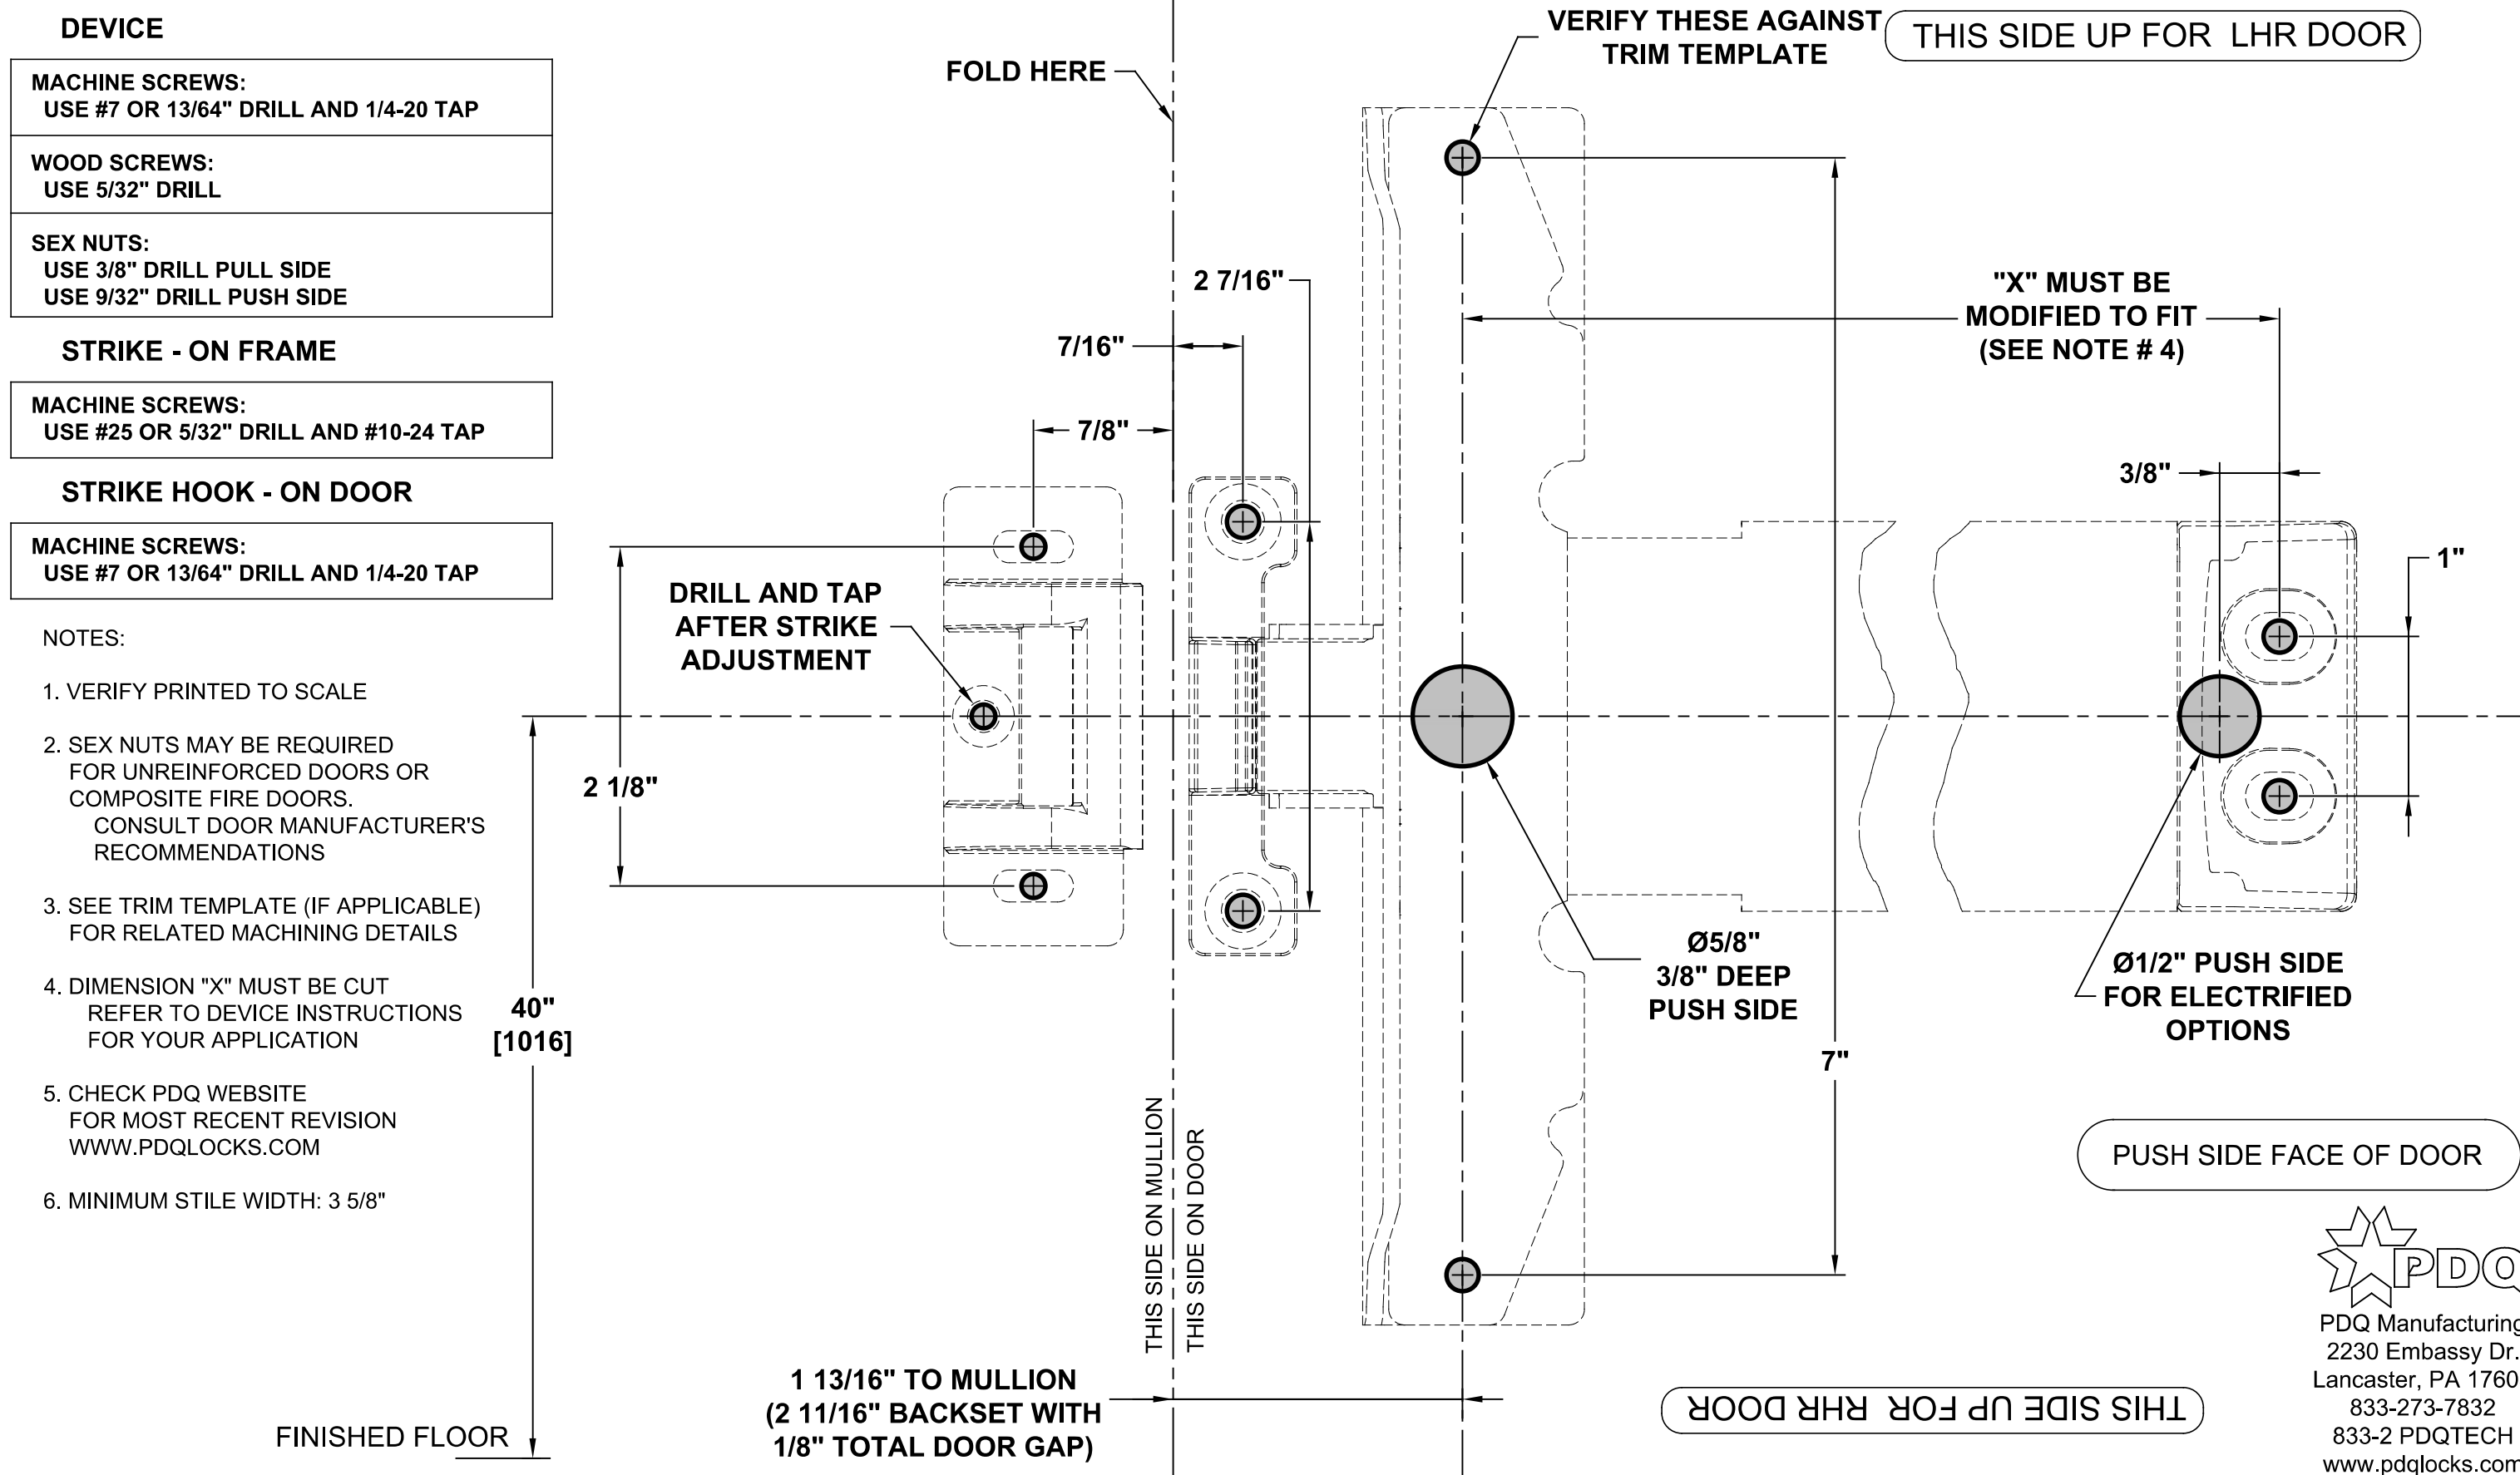 DEVICE
MACHINE SCREWS:
USE #7 OR 13/64" DRILL AND 1/4-20 TAP
WOOD SCREWS:
USE 5/32" DRILL
SEX NUTS:
USE 3/8" DRILL PULL SIDE
USE 9/32" DRILL PUSH SIDE
STRIKE - ON FRAME
MACHINE SCREWS:
USE #25 OR 5/32" DRILL AND #10-24 TAP
STRIKE HOOK - ON DOOR
MACHINE SCREWS:
USE #7 OR 13/64" DRILL AND 1/4-20 TAP
NOTES:
1. VERIFY PRINTED TO SCALE
2. SEX NUTS MAY BE REQUIRED
FOR UNREINFORCED DOORS OR
COMPOSITE FIRE DOORS.
CONSULT DOOR MANUFACTURER'S
RECOMMENDATIONS
3. SEE TRIM TEMPLATE (IF APPLICABLE)
FOR RELATED MACHINING DETAILS
4. DIMENSION "X" MUST BE CUT
REFER TO DEVICE INSTRUCTIONS
FOR YOUR APPLICATION
5. CHECK PDQ WEBSITE
FOR MOST RECENT REVISION
WWW.PDQLOCKS.COM
6. MINIMUM STILE WIDTH: 3 5/8"
FINISHED FLOOR
40"
[1016]
2 1/8"
DRILL AND TAP
AFTER STRIKE
ADJUSTMENT
FOLD HERE
7/16"
7/8"
2 7/16"
VERIFY THESE AGAINST
TRIM TEMPLATE
THIS SIDE UP FOR LHR DOOR
"X" MUST BE
MODIFIED TO FIT
(SEE NOTE # 4)
3/8"
1"
Ø5/8"
3/8" DEEP
PUSH SIDE
7"
Ø1/2" PUSH SIDE
FOR ELECTRIFIED
OPTIONS
THIS SIDE ON MULLION
THIS SIDE ON DOOR
1 13/16" TO MULLION
(2 11/16" BACKSET WITH
1/8" TOTAL DOOR GAP)
THIS SIDE UP FOR RHR DOOR
PUSH SIDE FACE OF DOOR
PDQ
PDQ Manufacturing
2230 Embassy Dr.
Lancaster, PA 1760
833-273-7832
833-2 PDQTECH
www.pdqlocks.com